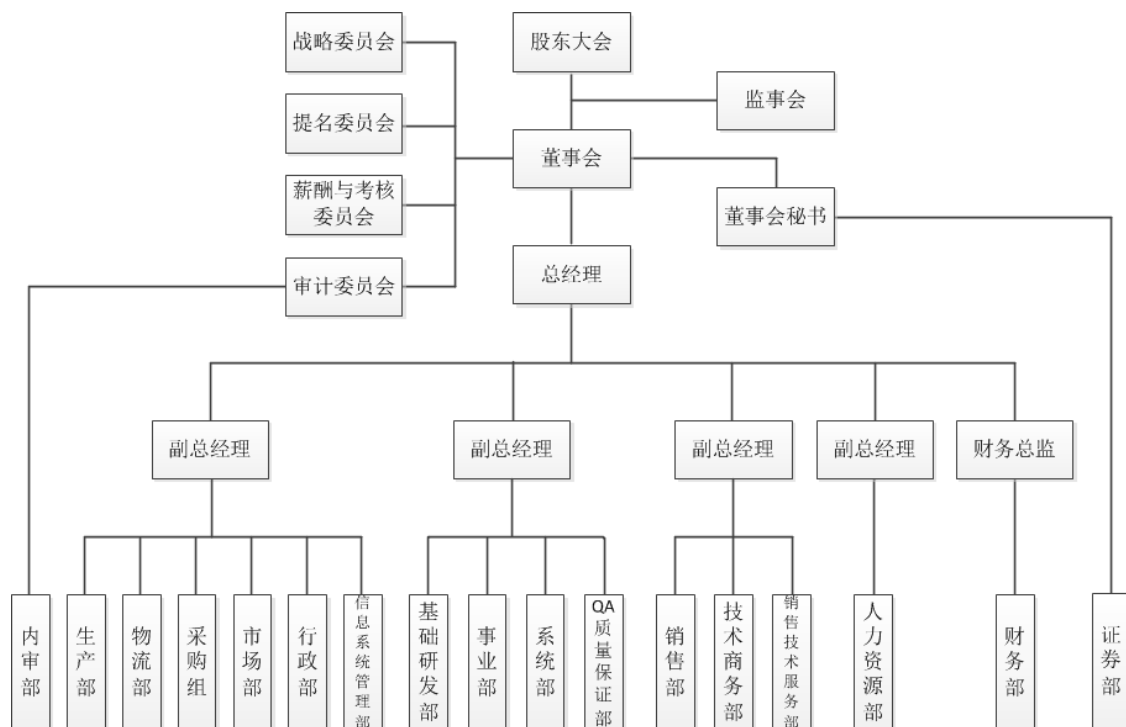 战略委员会
股东大会
监事会
提名委员会
董事会
薪酬与考核
委员会
董事会秘书
审计委员会
总经理
副总经理
副总经理
副总经理
副总经理
财务总监
内审部
生产部
物流部
采购组
市场部
行政部
信息系统管理部
基础研发部
事业部
系统部
QA质量保证部
销售部
技术商务部
销售技术服务部
人力资源部
财务部
证券部